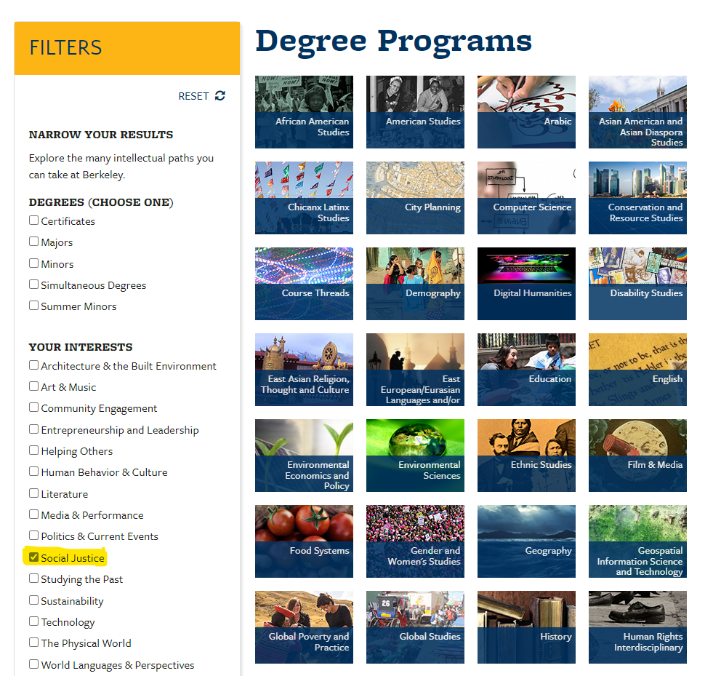 FILTERS
RESET
NARROW YOUR RESULTS
Explore the many intellectual paths you
can take at Berkeley.
DEGREES (CHOOSE ONE)
Certificates
Majors
Minors
Simultaneous Degrees
Summer Minors
YOUR INTERESTS
Architecture & the Built Environment
Art & Music
Community Engagement
Entrepreneurship and Leadership
Helping Others
Human Behavior & Culture
Literature
Media & Performance
Politics & Current Events
Social Justice
Studying the Past
Sustainability
Technology
The Physical World
World Languages & Perspectives
Degree Programs
African American
Studies
American Studies
Arabic
Asian American and
Asian Diaspora
Studies
Chicanx Latinx
Studies
City Planning
Computer Science
Conservation and
Resource Studies
Course Threads
Demography
Digital Humanities
Disability Studies
East Asian Religion,
Thought and Culture
East
European/Eurasian
Languages and/or
Education
English
Environmental
Economics and
Policy
Environmental
Sciences
Ethnic Studies
Film & Media
Food Systems
Gender and
Women's Studies
Geography
Geospatial
Information Science
and Technology
Global Poverty and
Practice
Global Studies
History
Human Rights
Interdisciplinary